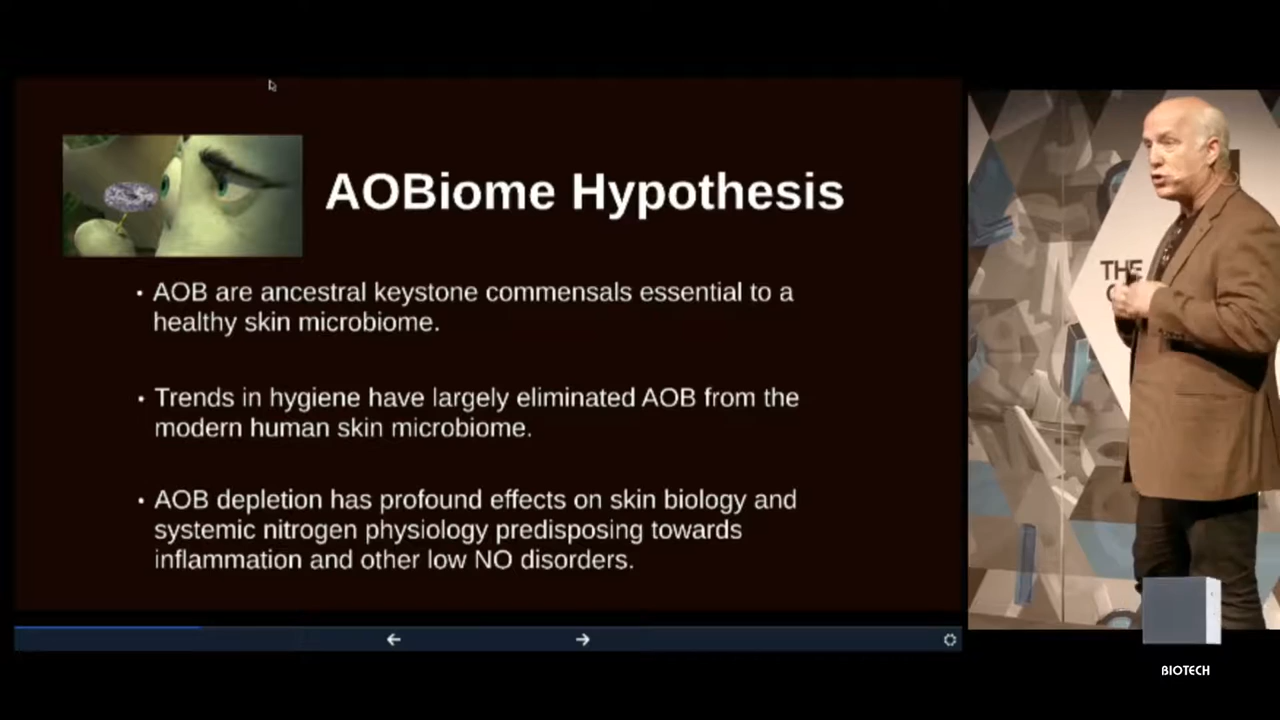 AOBiome Hypothesis
• AOB are ancestral keystone commensals essential to a
healthy skin microbiome.
• Trends in hygiene have largely eliminated AOB from the
modern human skin microbiome.
• AOB depletion has profound effects on skin biology and
systemic nitrogen physiology predisposing towards
inflammation and other low NO disorders.
THE
BIOTECH